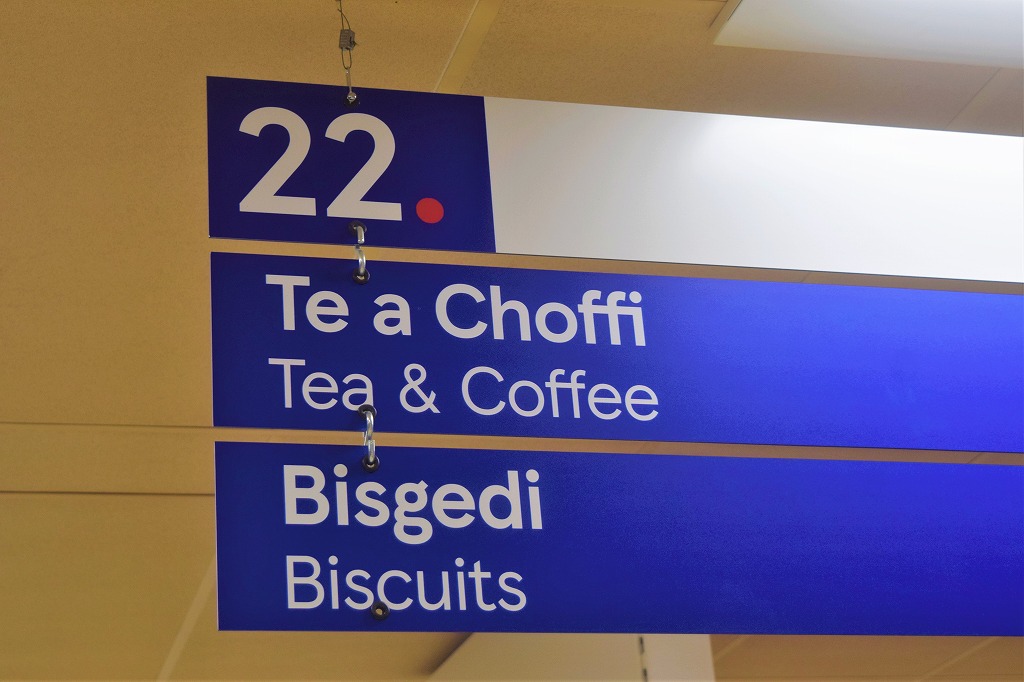 22.
Te a Choffi
Tea & Coffee
Bisgedi
Biscuits